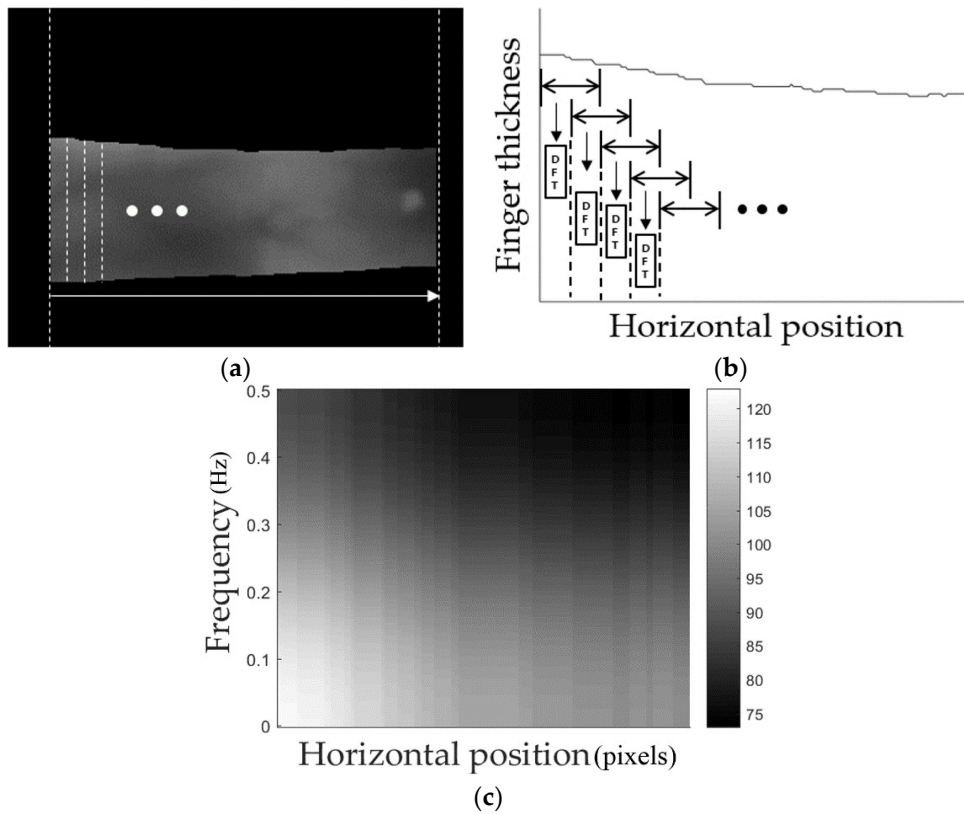 Finger thickness
D
F
T
D
F
T
D
F
T
D
F
T
Horizontal position
(a)
(b)
0.5
0.4
0.3
0.2
0.1
0
Frequency (Hz)
120
115
110
105
100
95
90
85
80
75
Horizontal position (pixels)
(c)